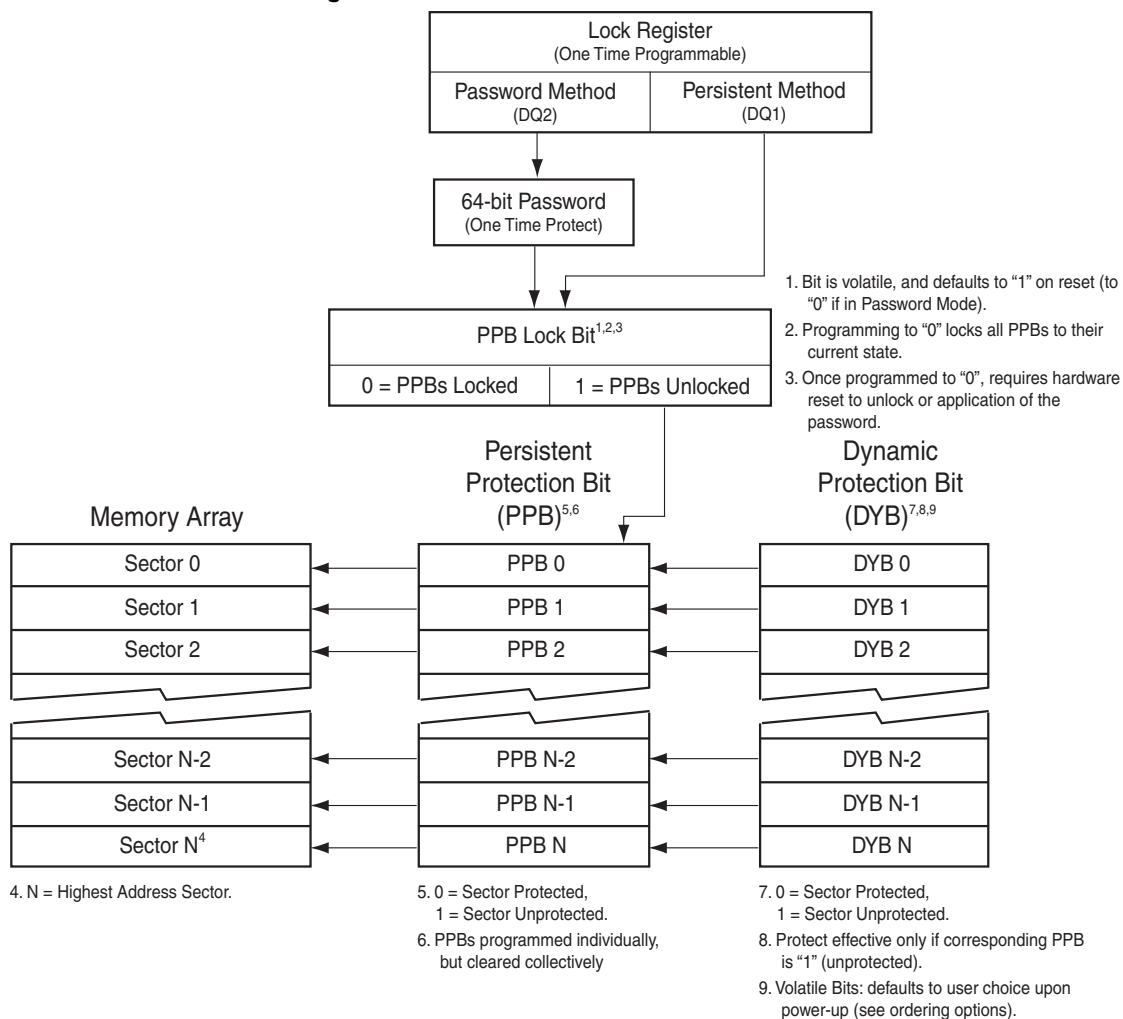 Lock Register
(One Time Programmable)
Password Method
(DQ2)
Persistent Method
(DQ1)
64-bit Password
(One Time Protect)
PPB Lock Bit1,2,3
0 = PPBs Locked
1 = PPBs Unlocked
1. Bit is volatile, and defaults to “1” on reset (to
“0” if in Password Mode).
2. Programming to “0” locks all PPBs to their
current state.
3. Once programmed to “0”, requires hardware
reset to unlock or application of the
password.
Memory Array
Sector 0
Sector 1
Sector 2
Sector N-2
Sector N-1
Sector N4
4. N = Highest Address Sector.
Persistent
Protection Bit
(PPB)5,6
PPB 0
PPB 1
PPB 2
PPB N-2
PPB N-1
PPB N
5. 0 = Sector Protected,
1 = Sector Unprotected.
6. PPBs programmed individually,
but cleared collectively
Dynamic
Protection Bit
(DYB)7,8,9
DYB 0
DYB 1
DYB 2
DYB N-2
DYB N-1
DYB N
7. 0 = Sector Protected,
1 = Sector Unprotected.
8. Protect effective only if corresponding PPB
is “1” (unprotected).
9. Volatile Bits: defaults to user choice upon
power-up (see ordering options).